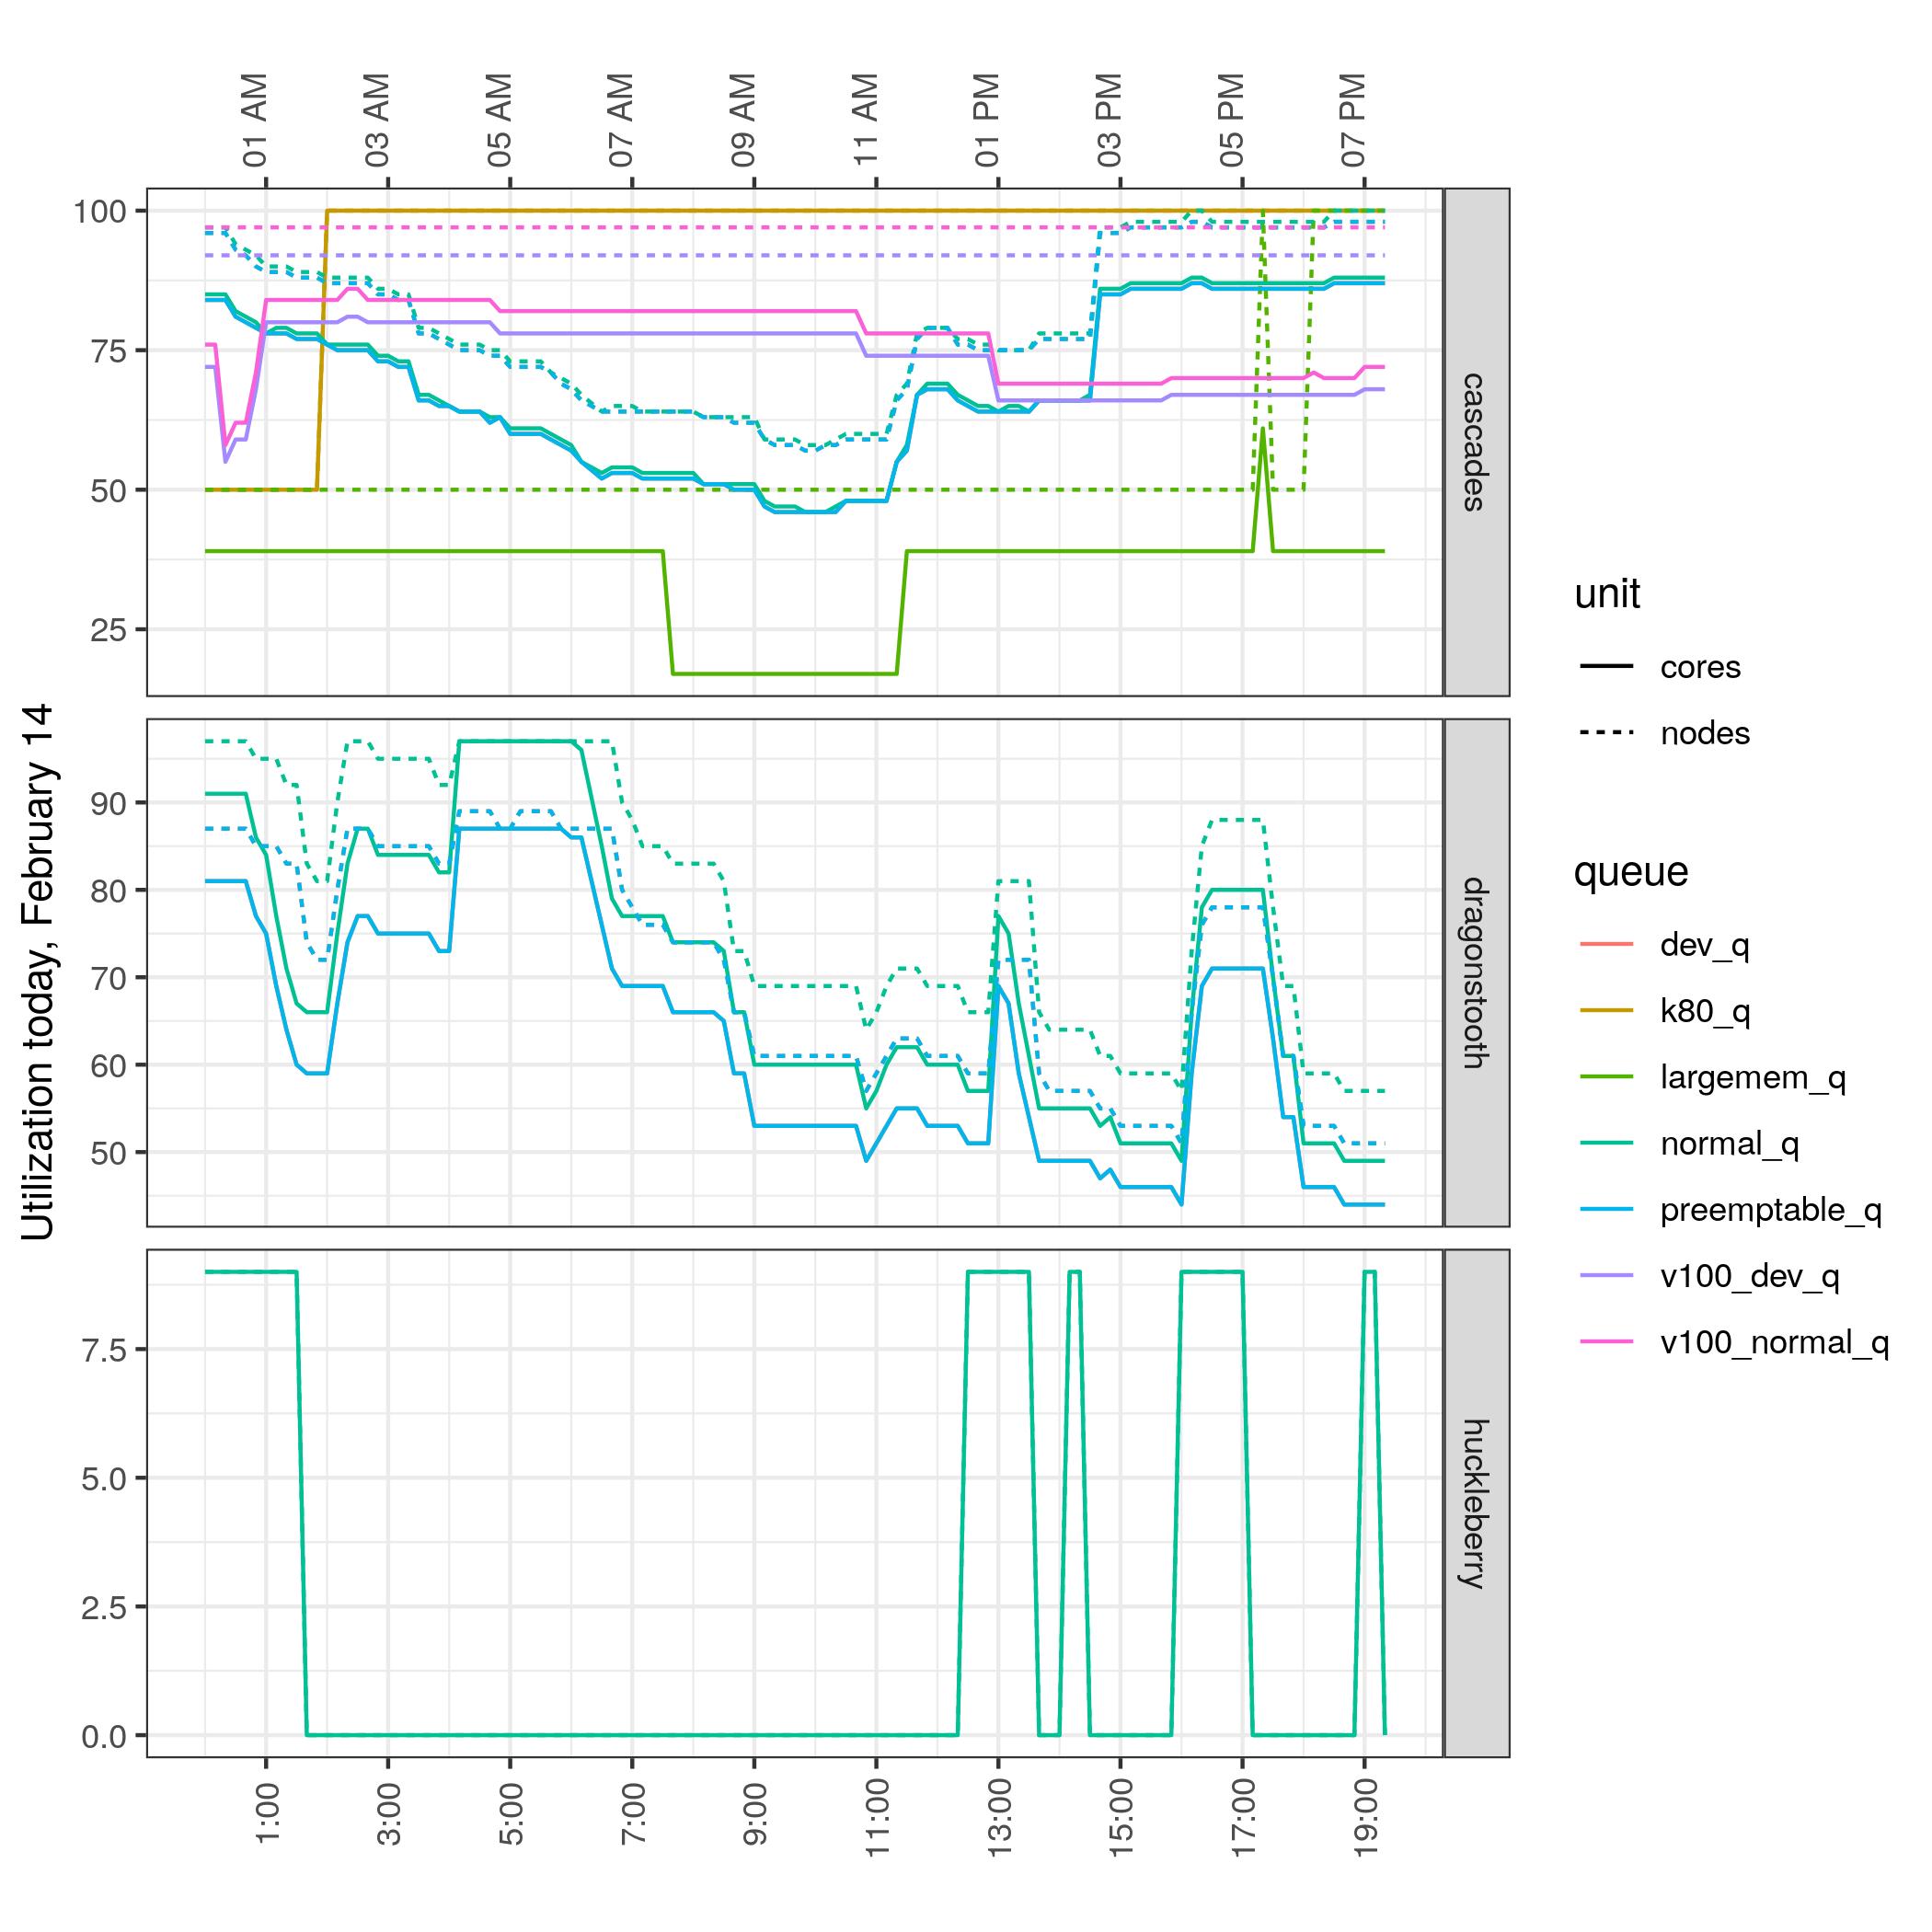 01 AM
03 AM
05 AM
07 AM
09 AM
11 AM
01 PM
03 PM
05 PM
07 PM
Utilization today, February 14
100
75
50
25
cascades
90
80
70
60
50
dragonstooth
7.5
5.0
2.5
0.0
huckleberry
1:00
3:00
5:00
7:00
9:00
11:00
13:00
15:00
17:00
19:00
unit
cores
nodes
queue
dev_q
k80_q
largemem_q
normal_q
preemptable_q
v100_dev_q
v100_normal_q